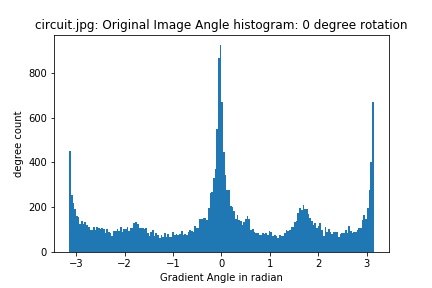 circuit.jpg: Original Image Angle histogram: 0 degree rotation
800
600
400
200
0
degree count
−3 −2 −1 0 1 2 3
Gradient Angle in radian